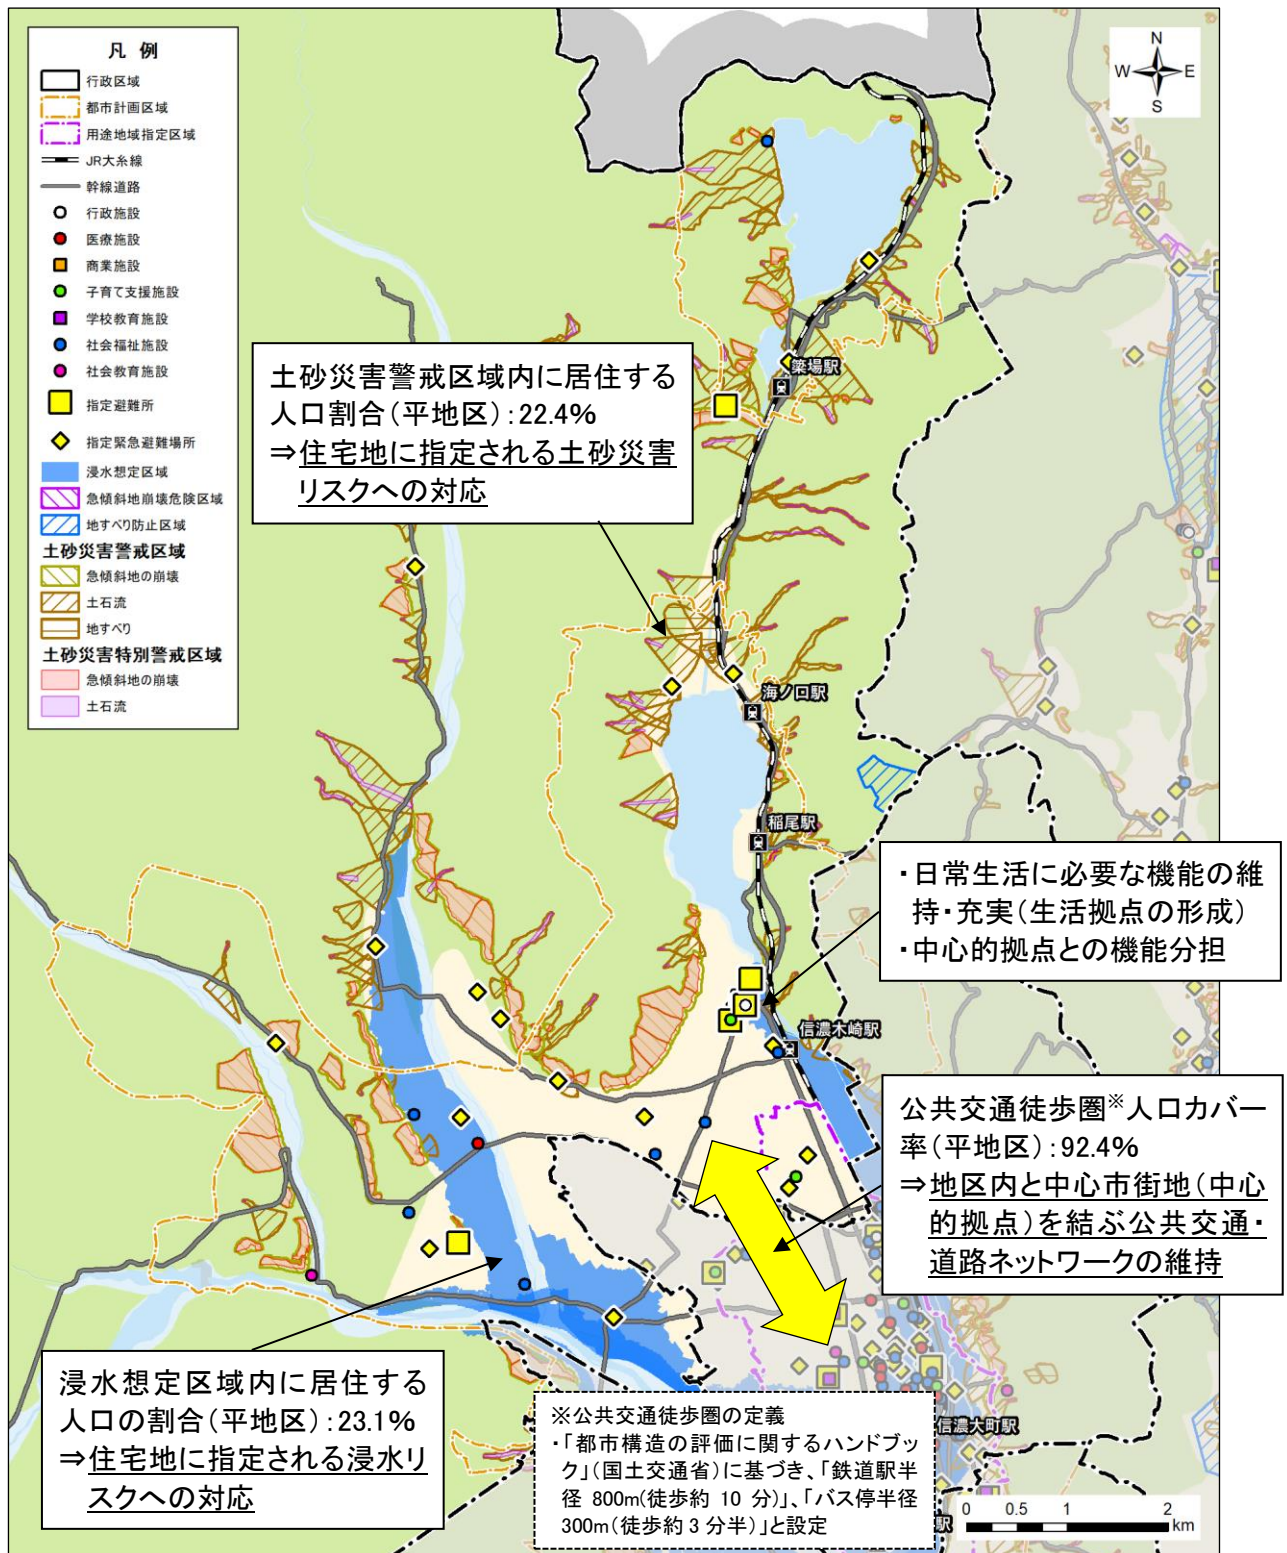 凡 例
行政区域
都市計画区域
用途地域指定区域
JR大糸線
幹線道路
行政施設
医療施設
商業施設
子育て支援施設
学校教育施設
社会福祉施設
社会教育施設
指定避難所
指定緊急避難場所
浸水想定区域
急傾斜地崩壊危険区域
地すべり防止区域
土砂災害警戒区域
急傾斜地の崩壊
土石流
地すべり
土砂災害特別警戒区域
急傾斜地の崩壊
土石流
N
W E
S
簗場駅
土砂災害警戒区域内に居住する
人口割合(平地区):22.4%
⇒住宅地に指定される土砂災害
リスクへの対応
海ノ口駅
稲尾駅
・日常生活に必要な機能の維
持・充実(生活拠点の形成)
・中心的拠点との機能分担
信濃木崎駅
公共交通徒歩圏※人口カバー
率(平地区):92.4%
⇒地区内と中心市街地(中心
的拠点)を結ぶ公共交通・
道路ネットワークの維持
浸水想定区域内に居住する
人口の割合(平地区):23.1%
⇒住宅地に指定される浸水リ
スクへの対応
※公共交通徒歩圏の定義
・「都市構造の評価に関するハンドブッ
ク」(国土交通省)に基づき、「鉄道駅半
径 800m(徒歩約 10 分)」、「バス停半径
300m(徒歩約 3 分半)」と設定
信濃大町駅
駅
0 0.5 1 2
km